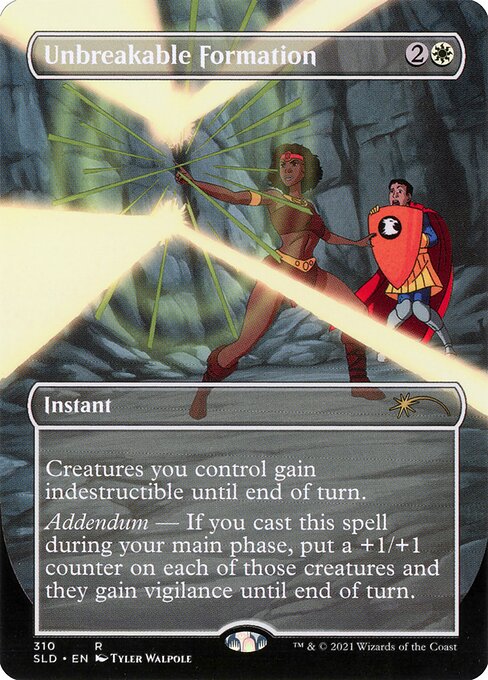 Unbreakable Formation 2
Instant
Creatures you control gain
indestructible until end of turn.
Addendum — If you cast this spell
during your main phase, put a +1/+1
counter on each of those creatures and
they gain vigilance until end of turn.
310 R
SLD • EN Tyler Walpole
™ & © 2021 Wizards of the Coast